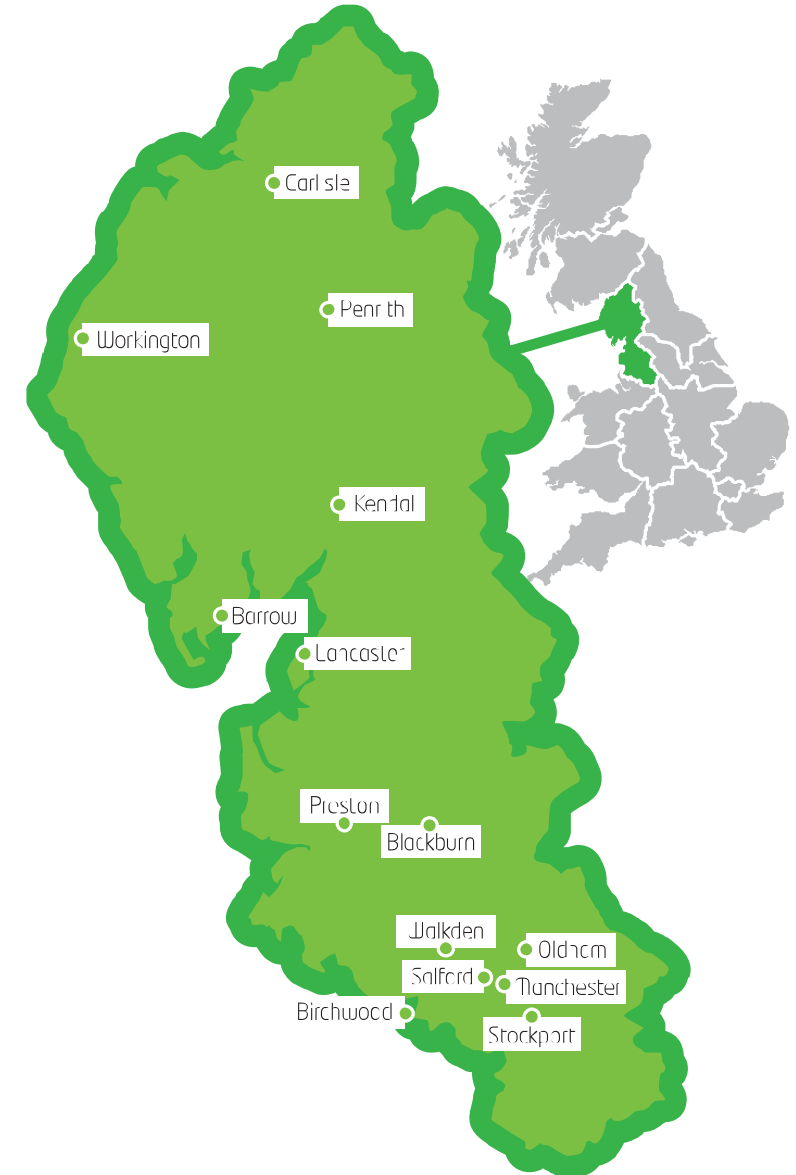 Carlisle
Penrith
Workington
Kendal
Barrow
Lancaster
Preston
Blackburn
Walkden
Oldham
Salford
Manchester
Birchwood
Stockport